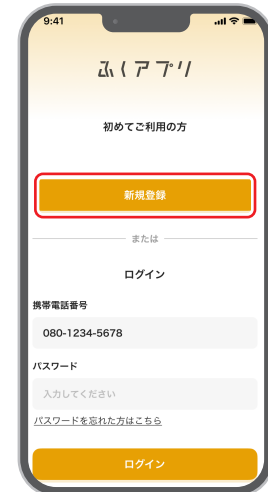 9:41
ふくアプリ
初めてご利用の方
新規登録
または
ログイン
携帯電話番号
080-1234-5678
パスワード
入力してください
パスワードを忘れた方はこちら
ログイン